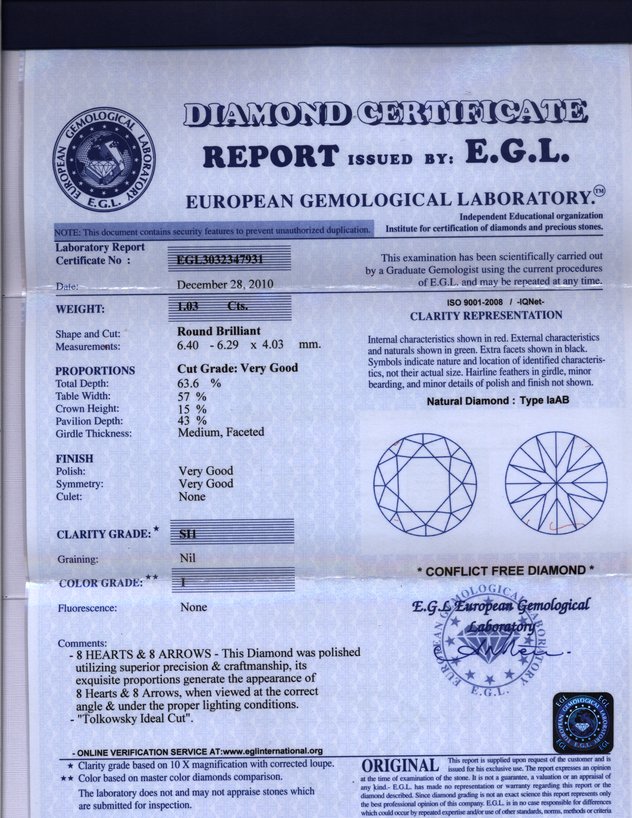 DIAMOND CERTIFICATE
REPORT ISSUED BY: E.G.L.
EUROPEAN GEMOLOGICAL LABORATORY.™
EUROPEAN GEMOLOGICAL LABORATORY
E.G.L.
Independent Educational organization
Institute for certification of diamonds and precious stones.
NOTE: This document contains security features to prevent unauthorized duplication.
Laboratory Report
Certificate No : EGL3032347931
Date: December 28, 2010
WEIGHT: 1.03 Cts.
Shape and Cut: Round Brilliant
Measurements: 6.40 - 6.29 x 4.03 mm.
PROPORTIONS Cut Grade: Very Good
Total Depth: 63.6 %
Table Width: 57 %
Crown Height: 15 %
Pavilion Depth: 43 %
Girdle Thickness: Medium, Faceted
FINISH
Polish: Very Good
Symmetry: Very Good
Culet: None
CLARITY GRADE:* SI1
Graining: Nil
COLOR GRADE:** I
Fluorescence: None
Comments:
- 8 HEARTS & 8 ARROWS - This Diamond was polished
utilizing superior precision & craftmanship, its
exquisite proportions generate the appearance of
8 Hearts & 8 Arrows, when viewed at the correct
angle & under the proper lighting conditions.
- "Tolkowsky Ideal Cut".
- ONLINE VERIFICATION SERVICE AT:www.eglinternational.org
* Clarity grade based on 10 X magnification with corrected loupe.
** Color based on master color diamonds comparison.
The laboratory does not and may not appraise stones which
are submitted for inspection.
This examination has been scientifically carried out
by a Graduate Gemologist using the current procedures
of E.G.L. and may be repeated at any time.
ISO 9001-2008 / -IQNet-
CLARITY REPRESENTATION
Internal characteristics shown in red. External characteristics
and naturals shown in green. Extra facets shown in black.
Symbols indicate nature and location of identified characteris-
tics, not their actual size. Hairline feathers in girdle, minor
bearding, and minor details of polish and finish not shown.
Natural Diamond : Type IaAB
* CONFLICT FREE DIAMOND *
E.G.L European Gemological
Laboratory
E.G.L.
ORIGINAL This report is supplied upon request of the customer and is
issued for his exclusive use. The report expresses an opinion
at the time of examination of the stone. It is not a guarantee, a valuation or an appraisal of
any kind.- E.G.L. has made no representation or warranty regarding this report or the
diamond described. Since diamond grading is not an exact science this report represents only
the best professional opinion of this company. E.G.L. is in no case responsible for differences
which could occur by repeated expertise and/or use of other standards, norms, methods or criteria